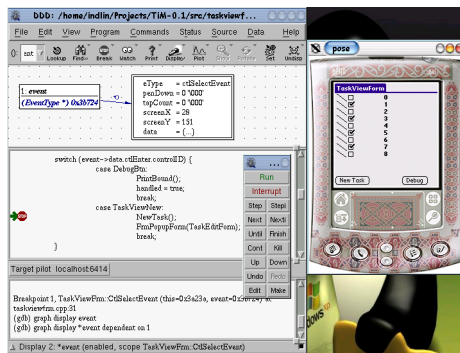 DDD: /home/indlin/Projects/TiM-0.1/src/taskviewf...
File Edit View Program Commands Status Source Data Help
0: ent
Lookup Find» Break Watch Print Display Plot Show Rotate Set Undisp
1: event
(EventType *) 0x3b724
eType = ctlSelectEvent
penDown = 0 '\000'
tapCount = 0 '\000'
screenX = 28
screenY = 151
data = {...}
switch (event->data.ctlEnter.controlID) {
case DebugBtn:
PrintBound();
handled = true;
break;
case TaskViewNew:
NewTask();
FrmPopupForm(TaskEditForm);
break;
}
...
Run
Interrupt
Step Stepi
Next Nexti
Until Finish
Cont Kill
Up Down
Undo Redo
Edit Make
Target pilot localhost:6414
Breakpoint 1, TaskViewFrm::CtlSelectEvent (this=0x3a23a, event=0x3b724) at
taskviewfrm.cpp:31
(gdb) graph display event
(gdb) graph display *event dependent on 1
Display 2: *event (enabled, scope TaskViewFrm::CtlSelectEvent)
pose
TaskViewForm
0
1
2
3
4
5
6
7
8
New Task Debug